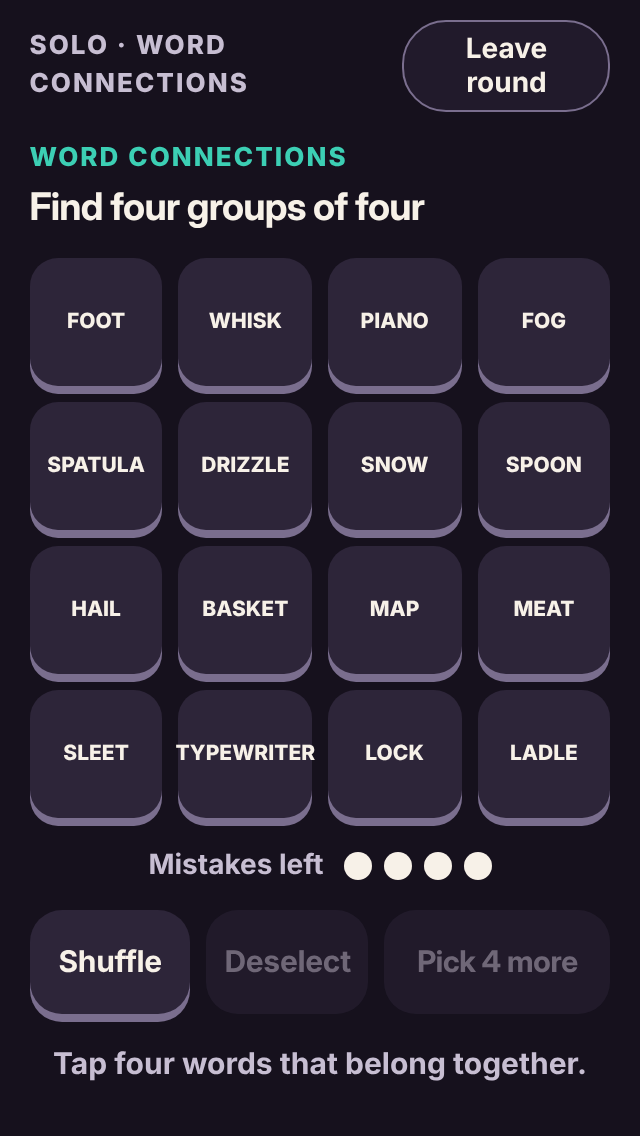 SOLO · WORD
CONNECTIONS
Leave
round
WORD CONNECTIONS
Find four groups of four
FOOT
WHISK
PIANO
FOG
SPATULA
DRIZZLE
SNOW
SPOON
HAIL
BASKET
MAP
MEAT
SLEET
TYPEWRITER
LOCK
LADLE
Mistakes left
Shuffle
Deselect
Pick 4 more
Tap four words that belong together.